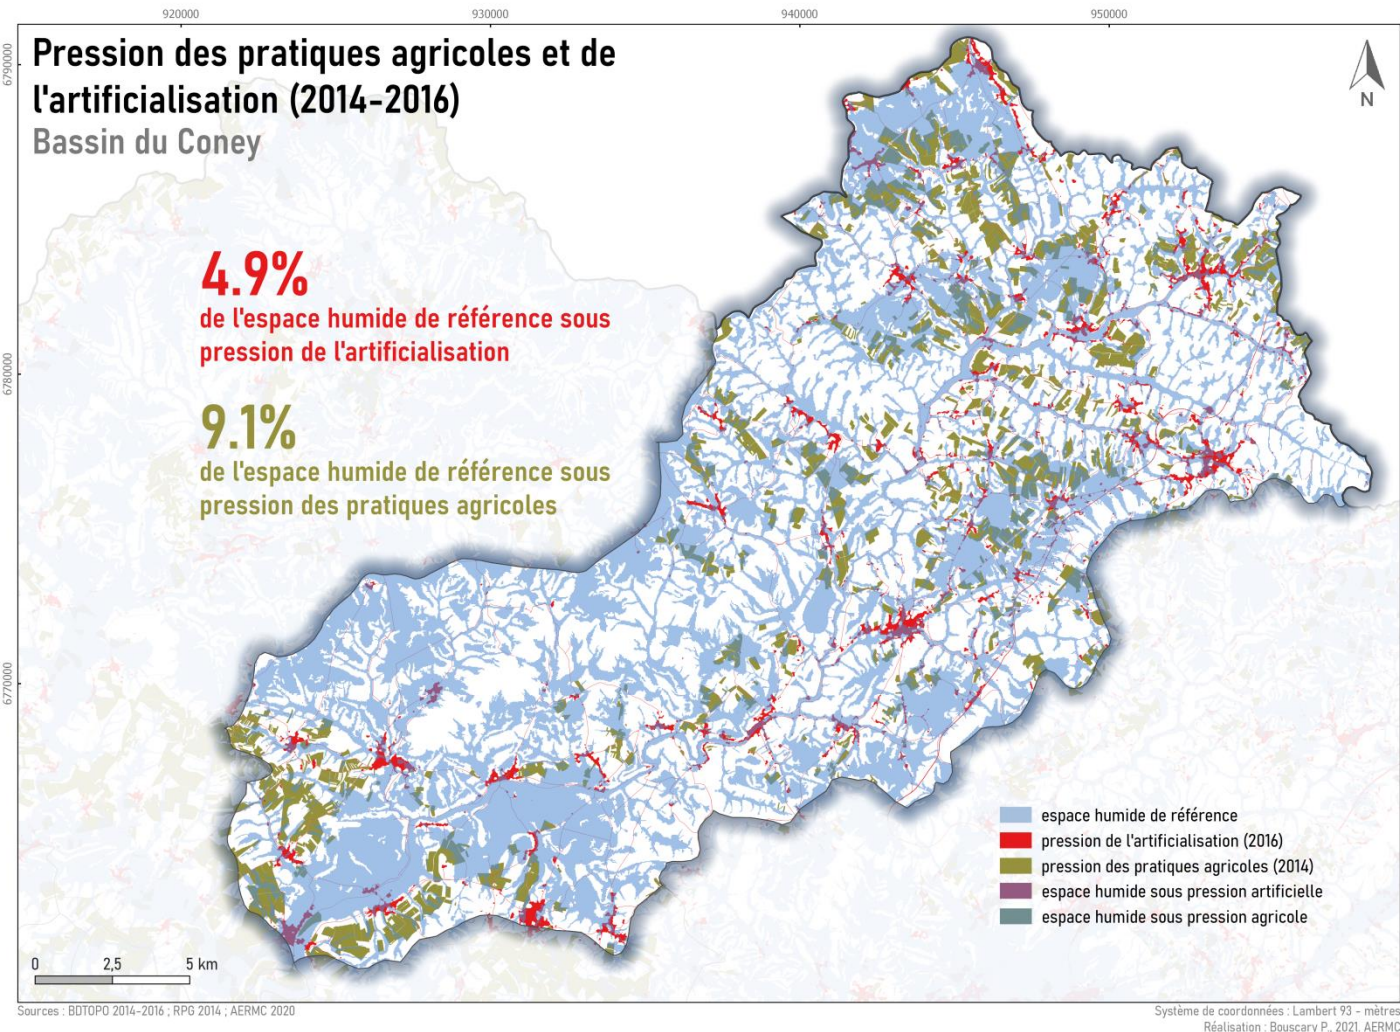 920000
930000
940000
950000
6790000
6780000
6770000
Pression des pratiques agricoles et de
l'artificialisation (2014-2016)
Bassin du Coney
N
4.9%
de l'espace humide de référence sous
pression de l'artificialisation
9.1%
de l'espace humide de référence sous
pression des pratiques agricoles
espace humide de référence
pression de l'artificialisation (2016)
pression des pratiques agricoles (2014)
espace humide sous pression artificielle
espace humide sous pression agricole
0 2,5 5 km
Sources : BDTOPO 2014-2016 ; RPG 2014 ; AERMC 2020
Système de coordonnées : Lambert 93 - mètres
Réalisation : Bouscary P., 2021, AERMC